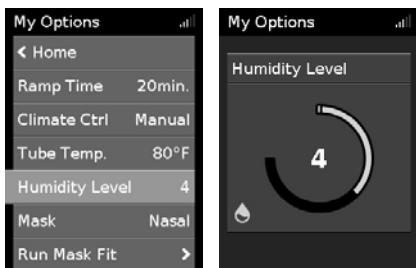 My Options
< Home
Ramp Time 20min.
Climate Ctrl Manual
Tube Temp. 80°F
Humidity Level 4
Mask Nasal
Run Mask Fit >
My Options
Humidity Level
4